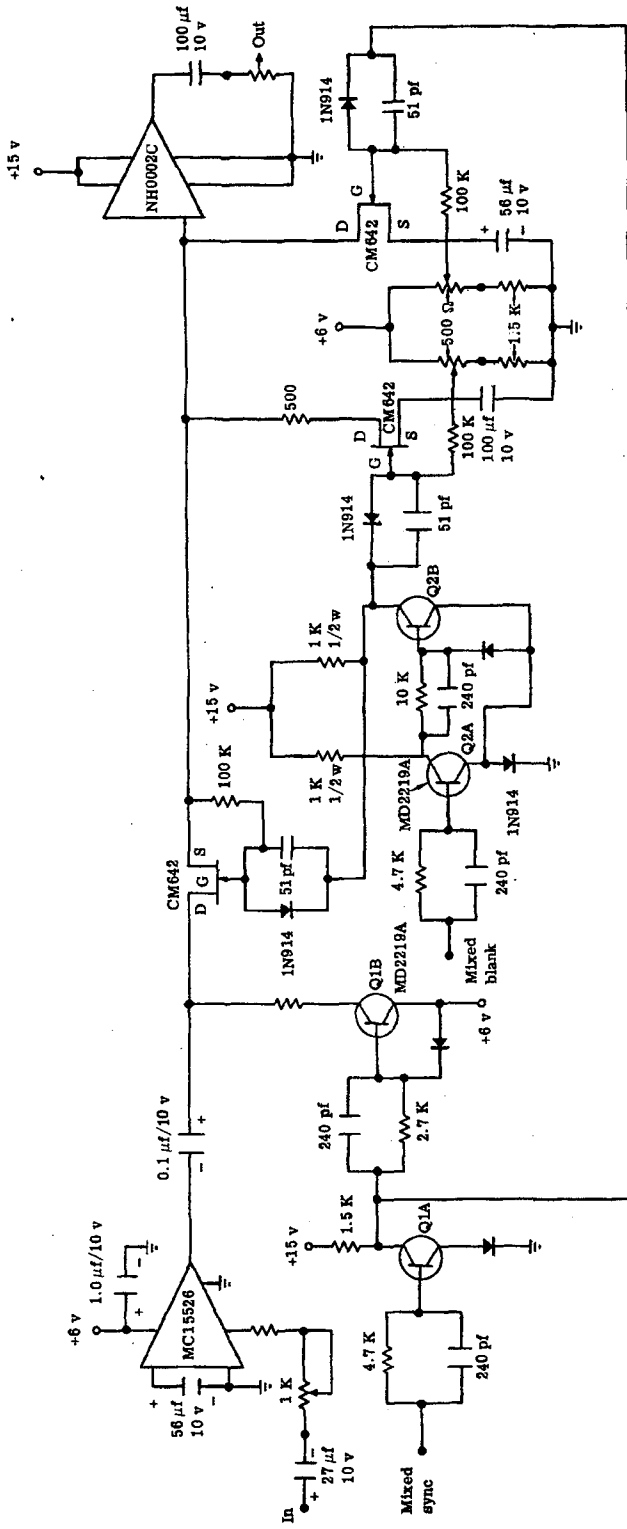 In
+
27 μf
10 v
-
1 K
56 μf
10 v
+
-
MC15526
+6 v
+
1.0 μf/10 v
-
0.1 μf/10 v
-
+
Mixed
sync
4.7 K
240 pf
Q1A
+15 v
1.5 K
240 pf
2.7 K
Q1B
MD2219A
+6 v
CM642
D
G
S
1N914
51 pf
100 K
Mixed
blank
4.7 K
240 pf
MD2219A
Q2A
1N914
+15 v
1 K
1/2w
1 K
1/2w
10 K
240 pf
Q2B
1N914
51 pf
500
D
G
S
CM642
100 K
100 μf
10 v
+6 v
500 Ω
1.5 K
D
G
S
CM642
100 K
56 μf
10 v
+
-
1N914
51 pf
+15 v
NH0002C
100 μf
10 v
Out